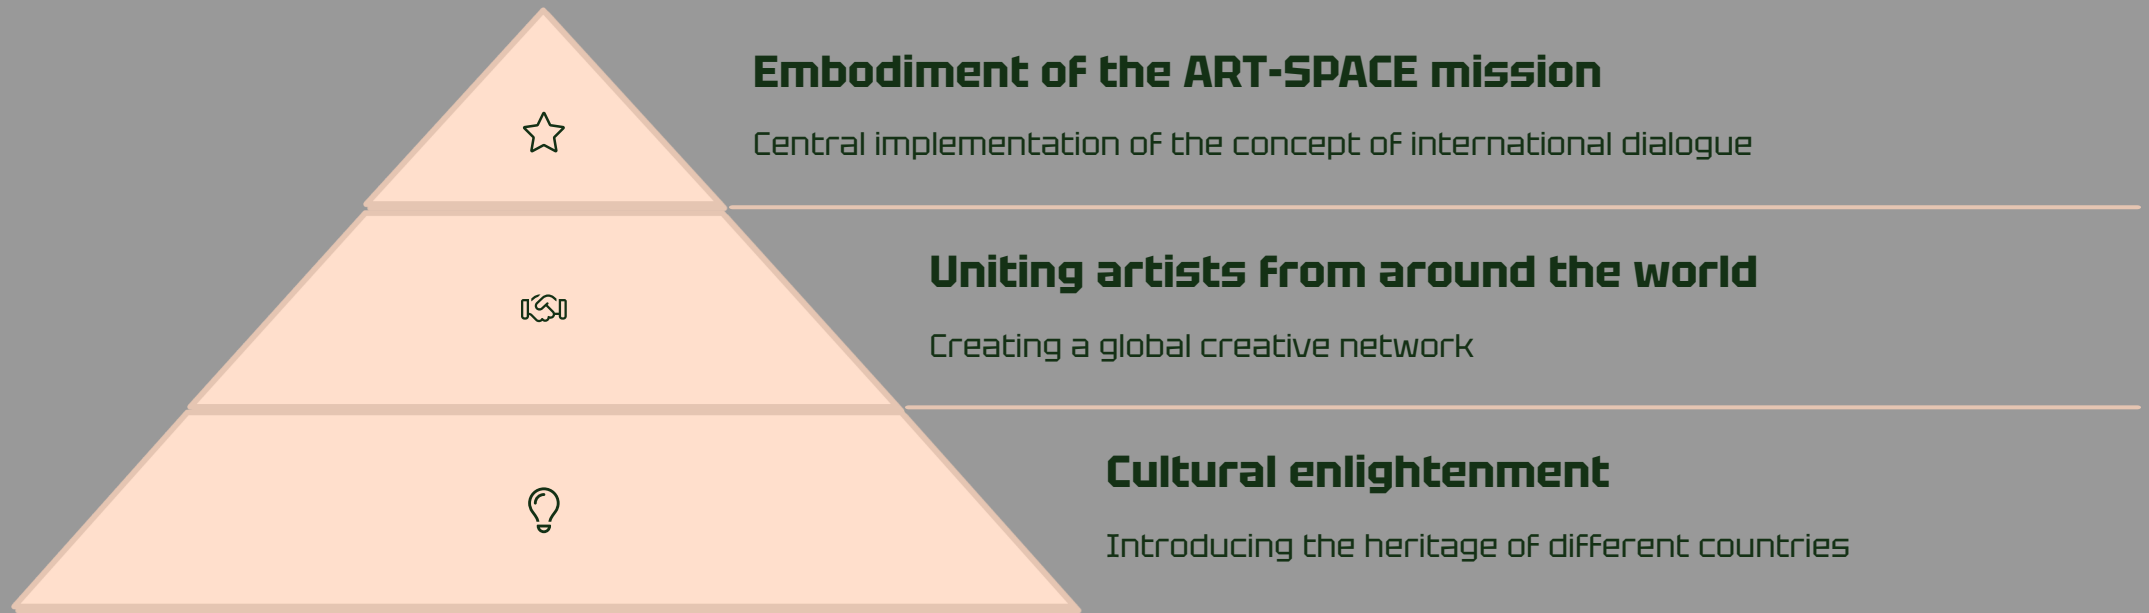 Embodiment of the ART-SPACE mission
Central implementation of the concept of international dialogue
Uniting artists from around the world
Creating a global creative network
Cultural enlightenment
Introducing the heritage of different countries